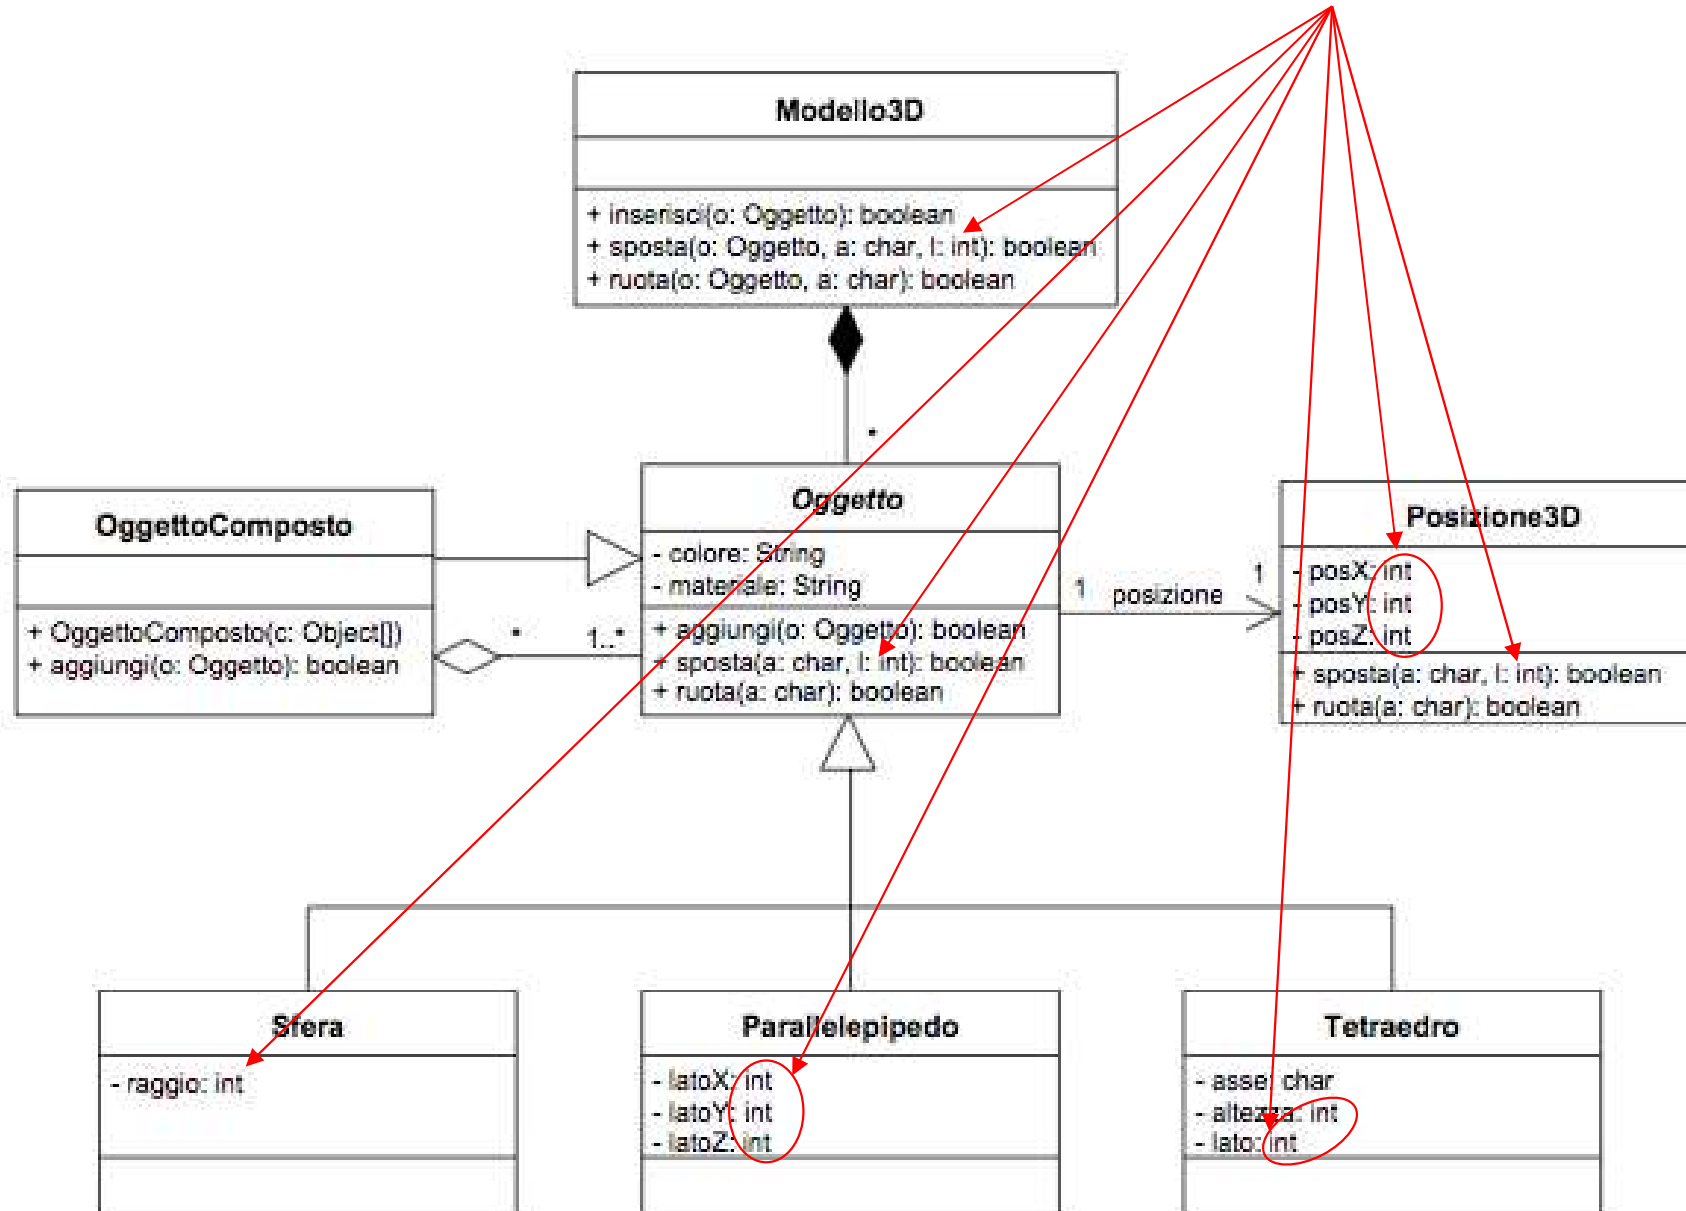 Modello3D
+ inserisci(o: Oggetto): boolean
+ sposta(o: Oggetto, a: char, l: int): boolean
+ ruota(o: Oggetto, a: char): boolean
*
OggettoComposto
+ OggettoComposto(c: Object[])
+ aggiungi(o: Oggetto): boolean
* 1..*
Oggetto
- colore: String
- materiale: String
+ aggiungi(o: Oggetto): boolean
+ sposta(a: char, l: int): boolean
+ ruota(a: char): boolean
1 posizione 1
Posizione3D
- posX: int
- posY: int
- posZ: int
+ sposta(a: char, l: int): boolean
+ ruota(a: char): boolean
Sfera
- raggio: int
Parallelepipedo
- latoX: int
- latoY: int
- latoZ: int
Tetraedro
- asse: char
- altezza: int
- lato: int